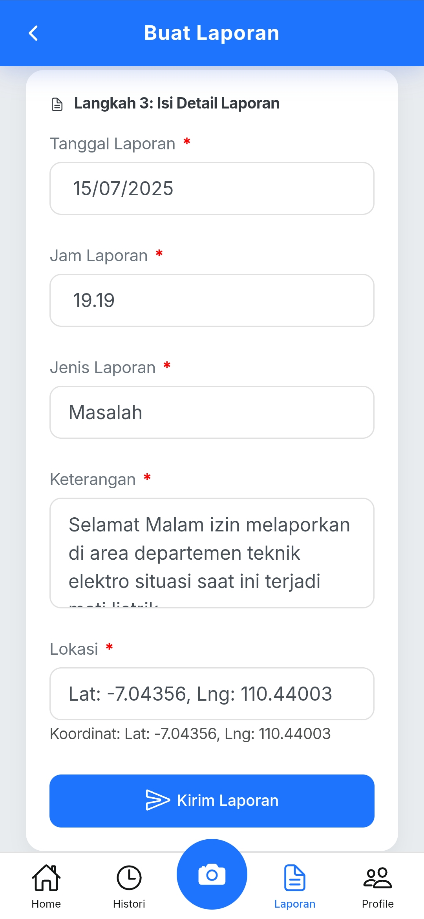 Buat Laporan
Langkah 3: Isi Detail Laporan
Tanggal Laporan *
15/07/2025
Jam Laporan *
19.19
Jenis Laporan *
Masalah
Keterangan *
Selamat Malam izin melaporkan
di area departemen teknik
elektro situasi saat ini terjadi
Lokasi *
Lat: -7.04356, Lng: 110.44003
Koordinat: Lat: -7.04356, Lng: 110.44003
Kirim Laporan
Home
Histori
Laporan
Profile